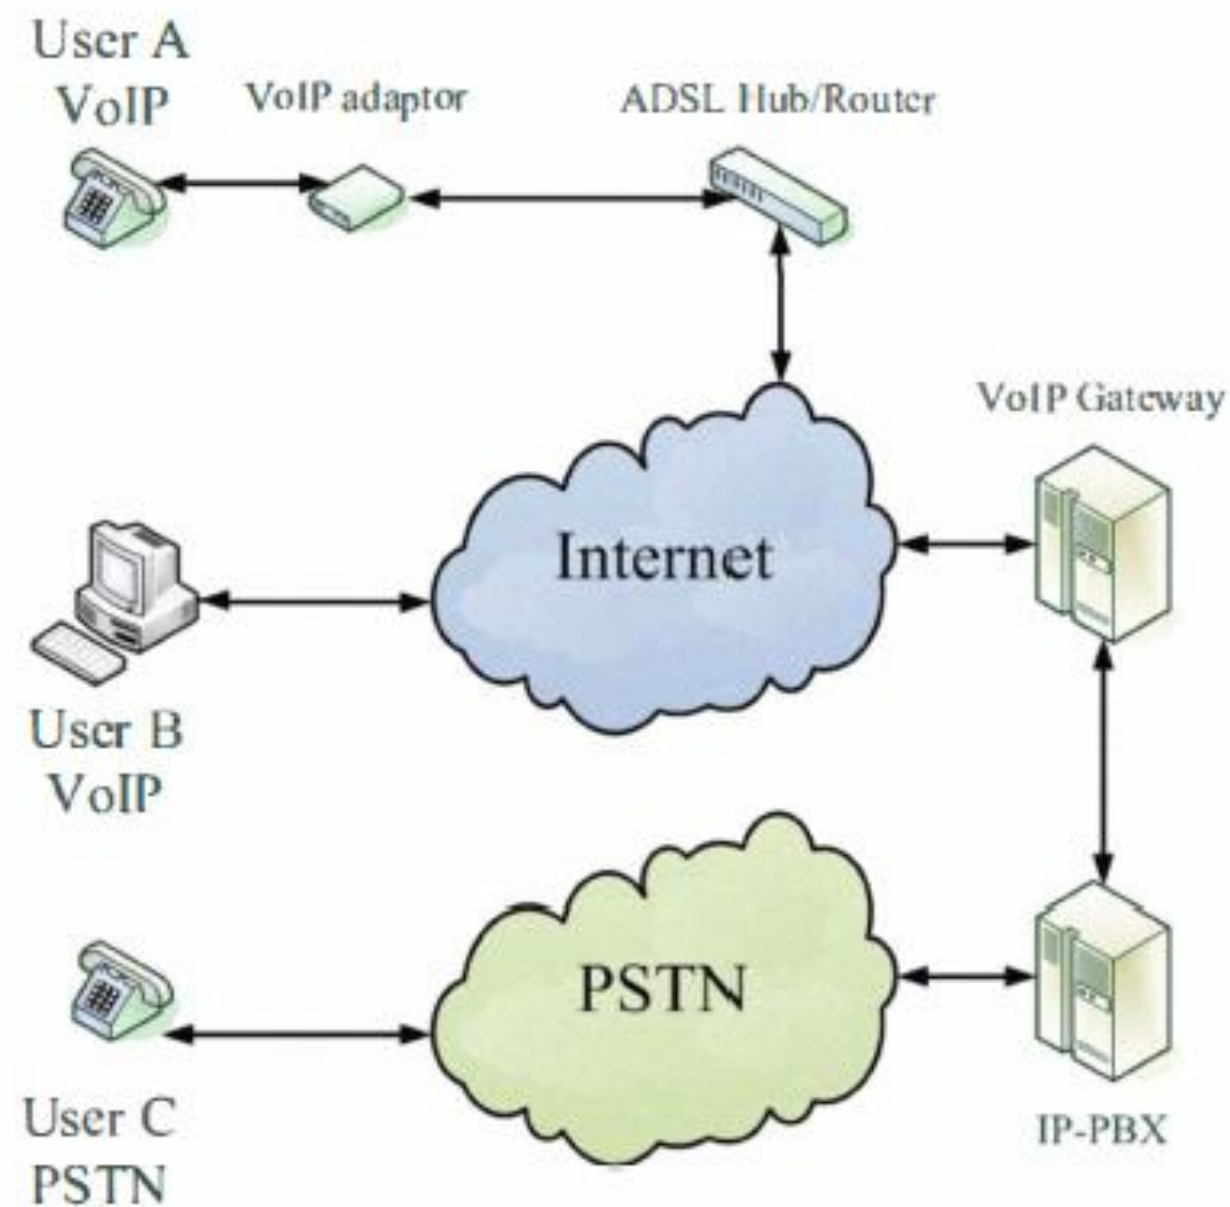 User A
VoIP
VoIP adaptor
ADSL Hub/Router
VoIP Gateway
Internet
User B
VoIP
PSTN
User C
PSTN
IP-PBX